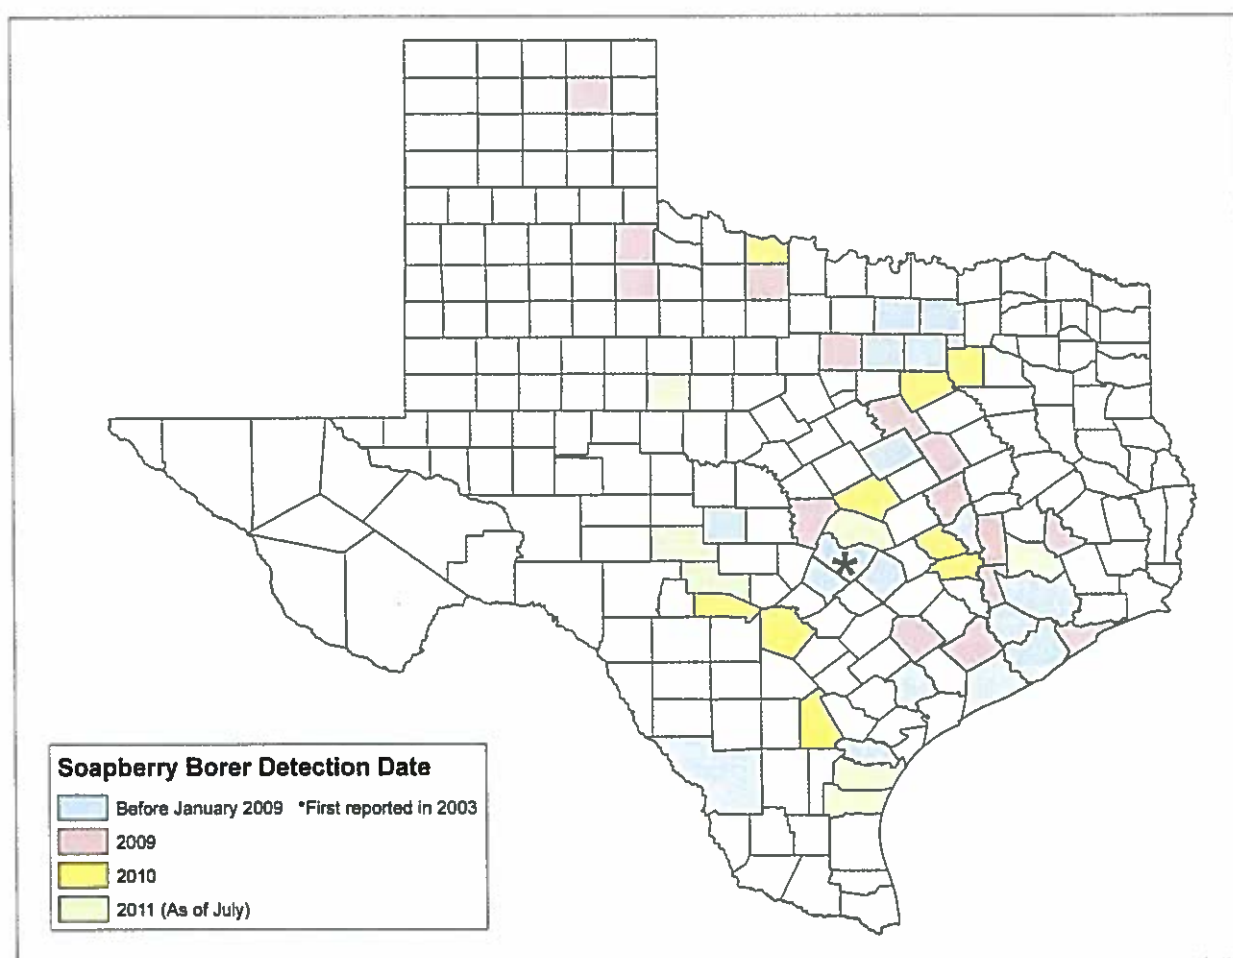 *
Soapberry Borer Detection Date
Before January 2009 *First reported in 2003
2009
2010
2011 (As of July)